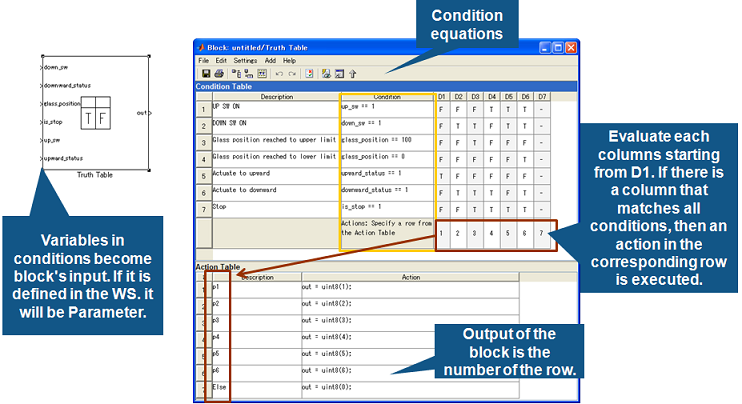 Condition
equations
Block: untitled/Truth Table
File Edit Settings Add Help
Condition Table
Description Condition D1 D2 D3 D4 D5 D6 D7
1 UP SW ON up_sw == 1 F F F T T T -
2 DOWN SW ON down_sw == 1
3 Glass position reached to upper limit glass_position == 100
4 Glass position reached to lower limit glass_position == 0
5 Actuate to upward upward_status == 1
6 Actuate to downward downward_status == 1
7 Stop is_stop == 1
Actions: Specify a row from
the Action Table 1 2 3 4 5 6 7
Action Table
Description Action
p1 out = uint8(1);
p2 out = uint8(2);
p3 out = uint8(3);
p4 out = uint8(4);
p5 out = uint8(5);
p6 out = uint8(6);
Else out = uint8(0);
down_sw
downward_status
glass_position
is_stop
up_sw
upward_status
T F
out
Truth Table
Variables in
conditions become
block's input. If it is
defined in the WS. it
will be Parameter.
Evaluate each
columns starting
from D1. If there is
a column that
matches all
conditions, then an
action in the
corresponding row
is executed.
Output of the
block is the
number of the row.